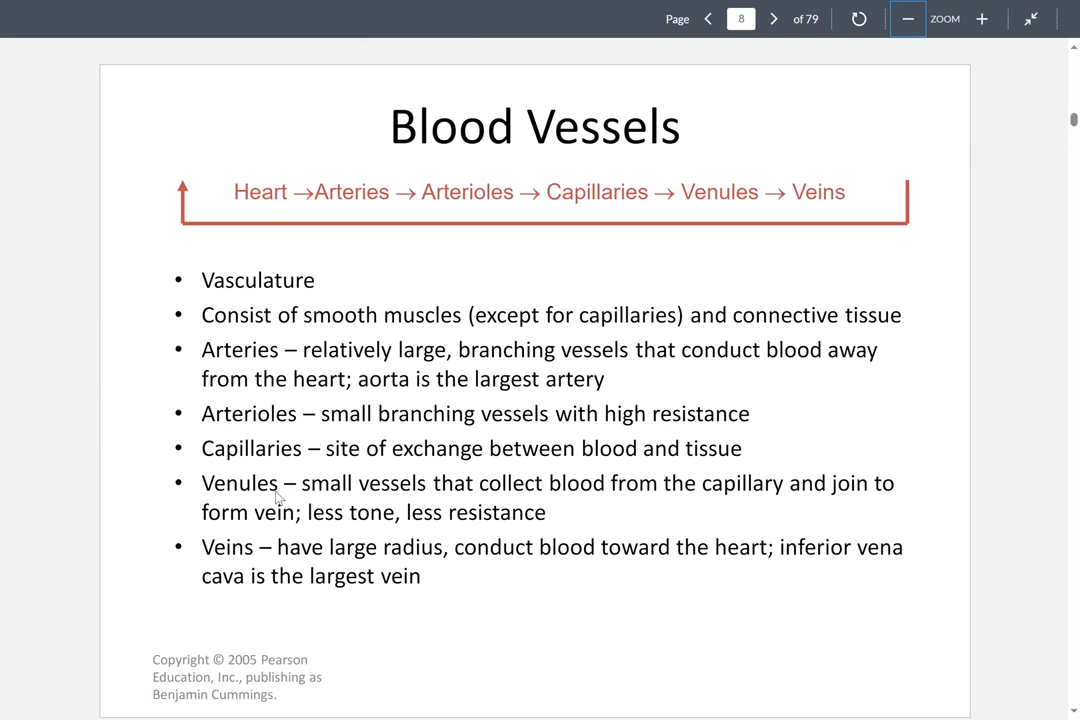 Page 8 of 79 ZOOM
Blood Vessels
Heart →Arteries → Arterioles → Capillaries → Venules → Veins
• Vasculature
• Consist of smooth muscles (except for capillaries) and connective tissue
• Arteries – relatively large, branching vessels that conduct blood away
from the heart; aorta is the largest artery
• Arterioles – small branching vessels with high resistance
• Capillaries – site of exchange between blood and tissue
• Venules – small vessels that collect blood from the capillary and join to
form vein; less tone, less resistance
• Veins – have large radius, conduct blood toward the heart; inferior vena
cava is the largest vein
Copyright © 2005 Pearson
Education, Inc., publishing as
Benjamin Cummings.